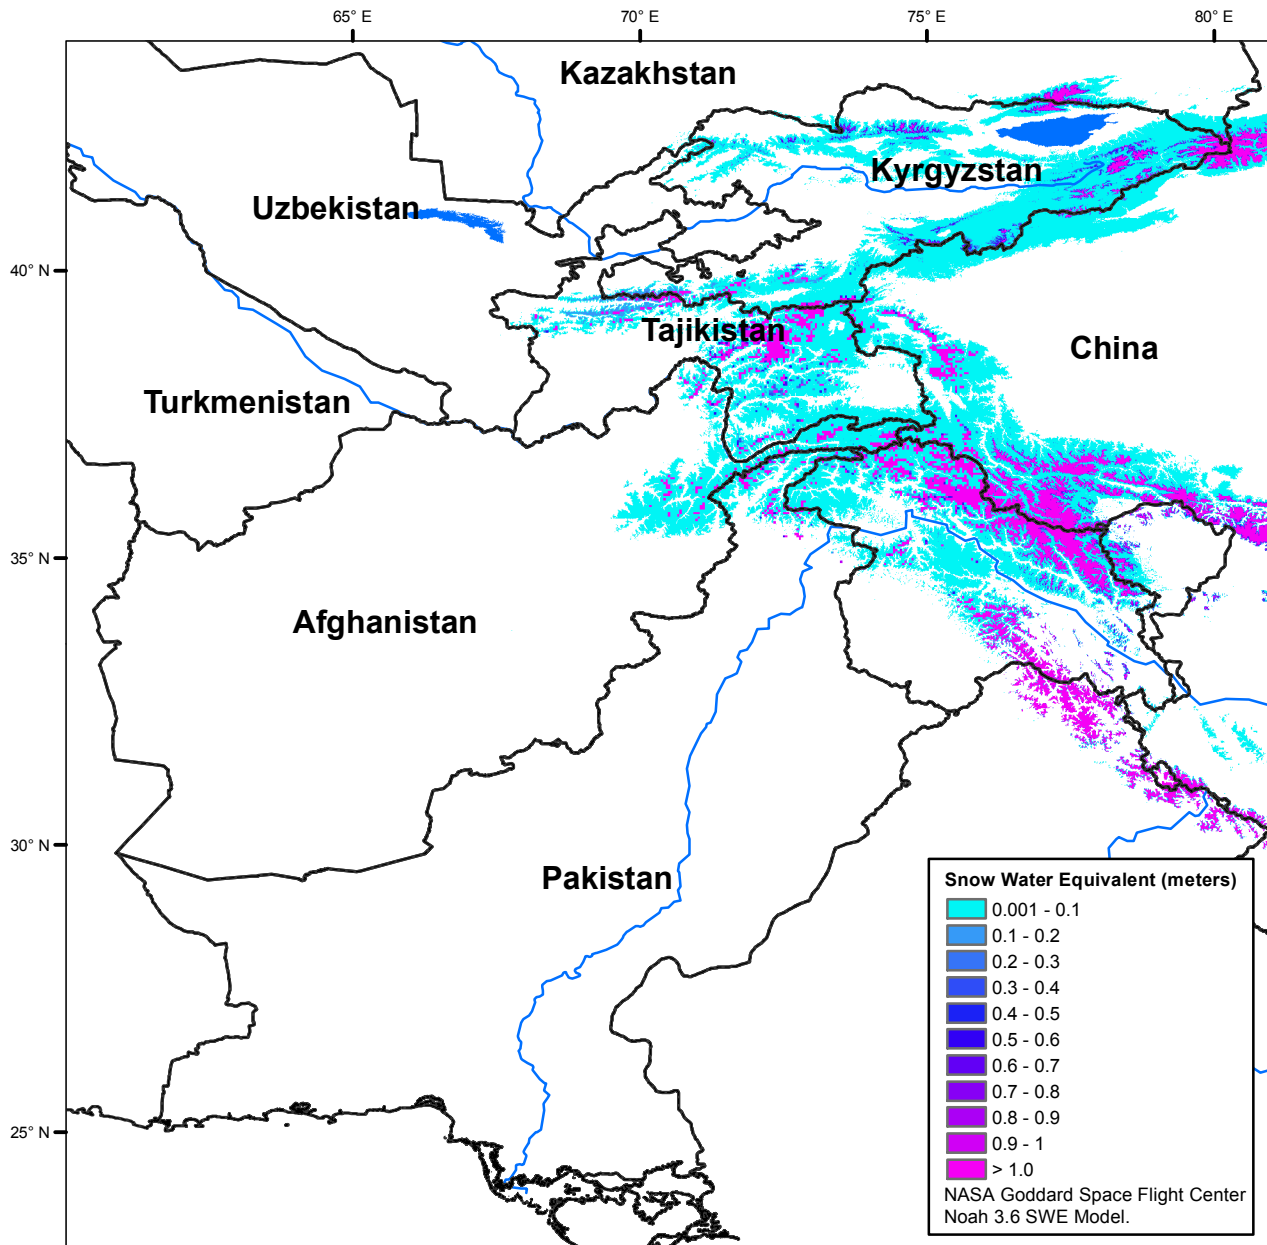 65° E
70° E
75° E
80° E
Kazakhstan
Kyrgyzstan
Uzbekistan
40° N
Tajikistan
China
Turkmenistan
35° N
Afghanistan
30° N
Pakistan
25° N
Snow Water Equivalent (meters)
0.001 - 0.1
0.1 - 0.2
0.2 - 0.3
0.3 - 0.4
0.4 - 0.5
0.5 - 0.6
0.6 - 0.7
0.7 - 0.8
0.8 - 0.9
0.9 - 1
> 1.0
NASA Goddard Space Flight Center
Noah 3.6 SWE Model.